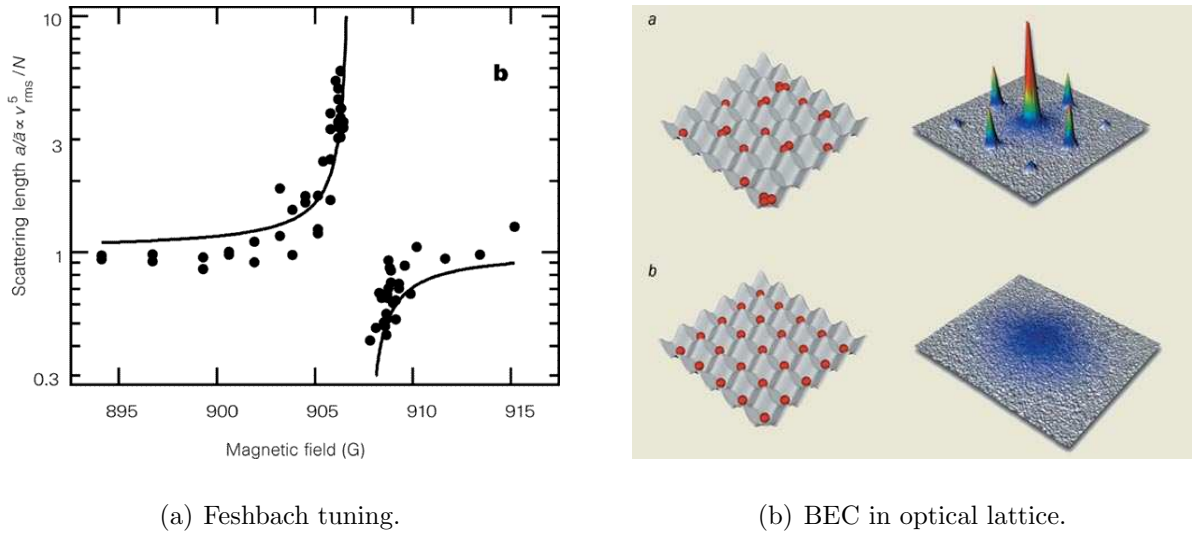 Scattering length a/ã ∝ v⁵rms/N
10
3
1
0.3
b
895 900 905 910 915
Magnetic field (G)
a
b
(a) Feshbach tuning.
(b) BEC in optical lattice.